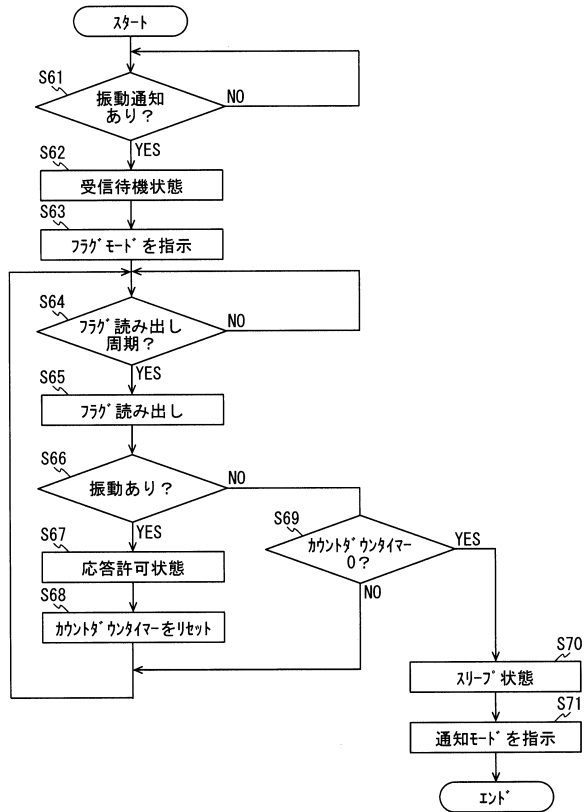 スタート
S61
振動通知
あり？
NO
YES
S62
受信待機状態
S63
ﾌﾗｸﾞﾓｰﾄﾞを指示
S64
ﾌﾗｸﾞ読み出し
周期？
NO
YES
S65
ﾌﾗｸﾞ読み出し
S66
振動あり？
NO
YES
S67
応答許可状態
S68
ｶｳﾝﾄﾀﾞｳﾝﾀｲﾏｰをﾘｾｯﾄ
S69
ｶｳﾝﾄﾀﾞｳﾝﾀｲﾏｰ
0？
YES
NO
S70
ｽﾘｰﾌﾟ状態
S71
通知ﾓｰﾄﾞを指示
ｴﾝﾄﾞ